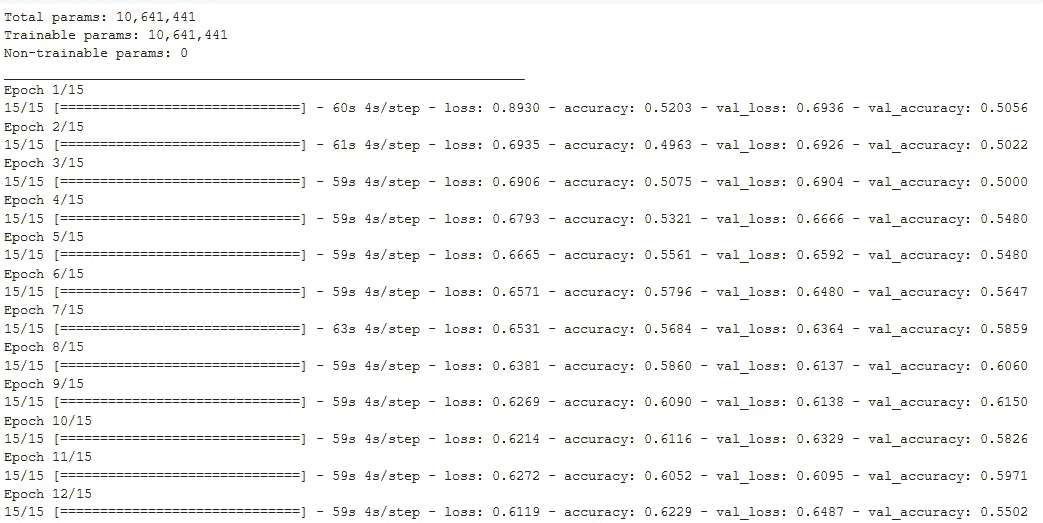 Total params: 10,641,441
Trainable params: 10,641,441
Non-trainable params: 0
_________________________________________________________________
Epoch 1/15
15/15 [==============================] - 60s 4s/step - loss: 0.8930 - accuracy: 0.5203 - val_loss: 0.6936 - val_accuracy: 0.5056
Epoch 2/15
15/15 [==============================] - 61s 4s/step - loss: 0.6935 - accuracy: 0.4963 - val_loss: 0.6926 - val_accuracy: 0.5022
Epoch 3/15
15/15 [==============================] - 59s 4s/step - loss: 0.6906 - accuracy: 0.5075 - val_loss: 0.6904 - val_accuracy: 0.5000
Epoch 4/15
15/15 [==============================] - 59s 4s/step - loss: 0.6793 - accuracy: 0.5321 - val_loss: 0.6666 - val_accuracy: 0.5480
Epoch 5/15
15/15 [==============================] - 59s 4s/step - loss: 0.6665 - accuracy: 0.5561 - val_loss: 0.6592 - val_accuracy: 0.5480
Epoch 6/15
15/15 [==============================] - 59s 4s/step - loss: 0.6571 - accuracy: 0.5796 - val_loss: 0.6480 - val_accuracy: 0.5647
Epoch 7/15
15/15 [==============================] - 63s 4s/step - loss: 0.6531 - accuracy: 0.5684 - val_loss: 0.6364 - val_accuracy: 0.5859
Epoch 8/15
15/15 [==============================] - 59s 4s/step - loss: 0.6381 - accuracy: 0.5860 - val_loss: 0.6137 - val_accuracy: 0.6060
Epoch 9/15
15/15 [==============================] - 59s 4s/step - loss: 0.6269 - accuracy: 0.6090 - val_loss: 0.6138 - val_accuracy: 0.6150
Epoch 10/15
15/15 [==============================] - 59s 4s/step - loss: 0.6214 - accuracy: 0.6116 - val_loss: 0.6329 - val_accuracy: 0.5826
Epoch 11/15
15/15 [==============================] - 59s 4s/step - loss: 0.6272 - accuracy: 0.6052 - val_loss: 0.6095 - val_accuracy: 0.5971
Epoch 12/15
15/15 [==============================] - 59s 4s/step - loss: 0.6119 - accuracy: 0.6229 - val_loss: 0.6487 - val_accuracy: 0.5502